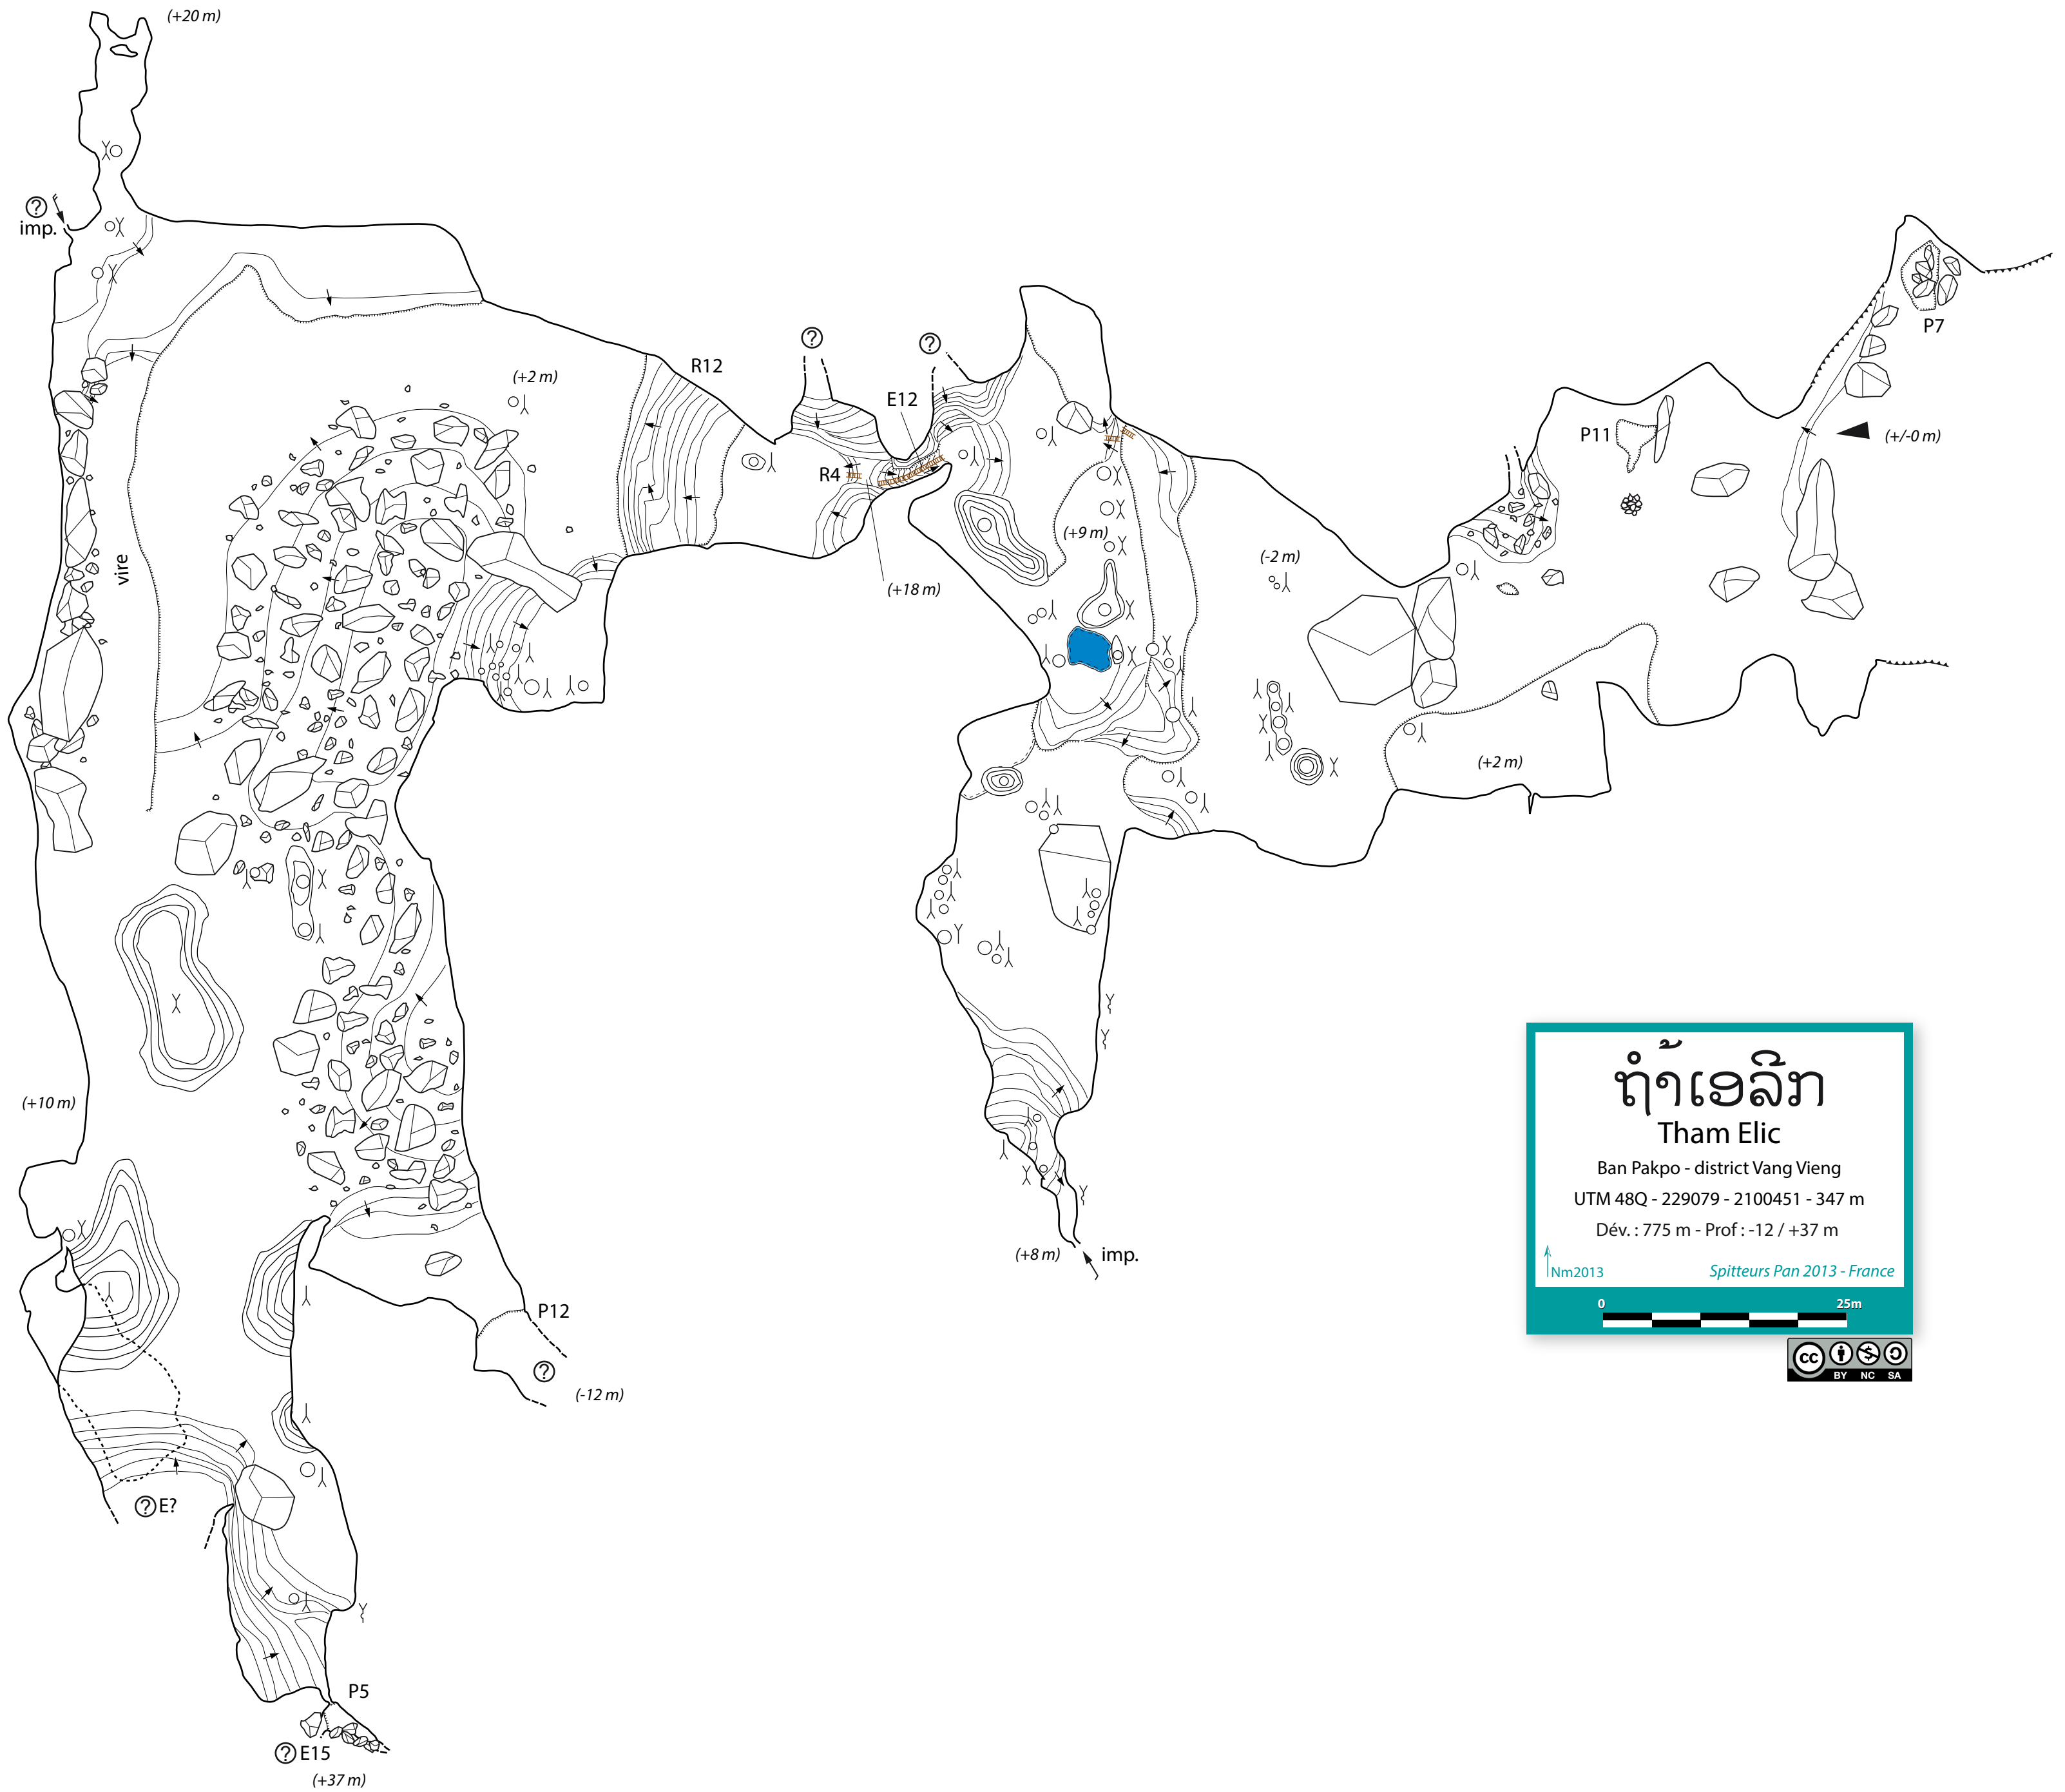 (+20 m)
?
imp.
vire
(+2 m)
R12
?
?
E12
R4
(+18 m)
(+9 m)
(-2 m)
P11
P7
(+/-0 m)
(+2 m)
(+10 m)
(+8 m)
imp.
P12
?
(-12 m)
? E?
P5
? E15
(+37 m)
ຖ້ຳເອລີກ
Tham Elic
Ban Pakpo - district Vang Vieng
UTM 48Q - 229079 - 2100451 - 347 m
Dév. : 775 m - Prof : -12 / +37 m
Nm2013
Spitteurs Pan 2013 - France
0 25m
cc BY NC SA